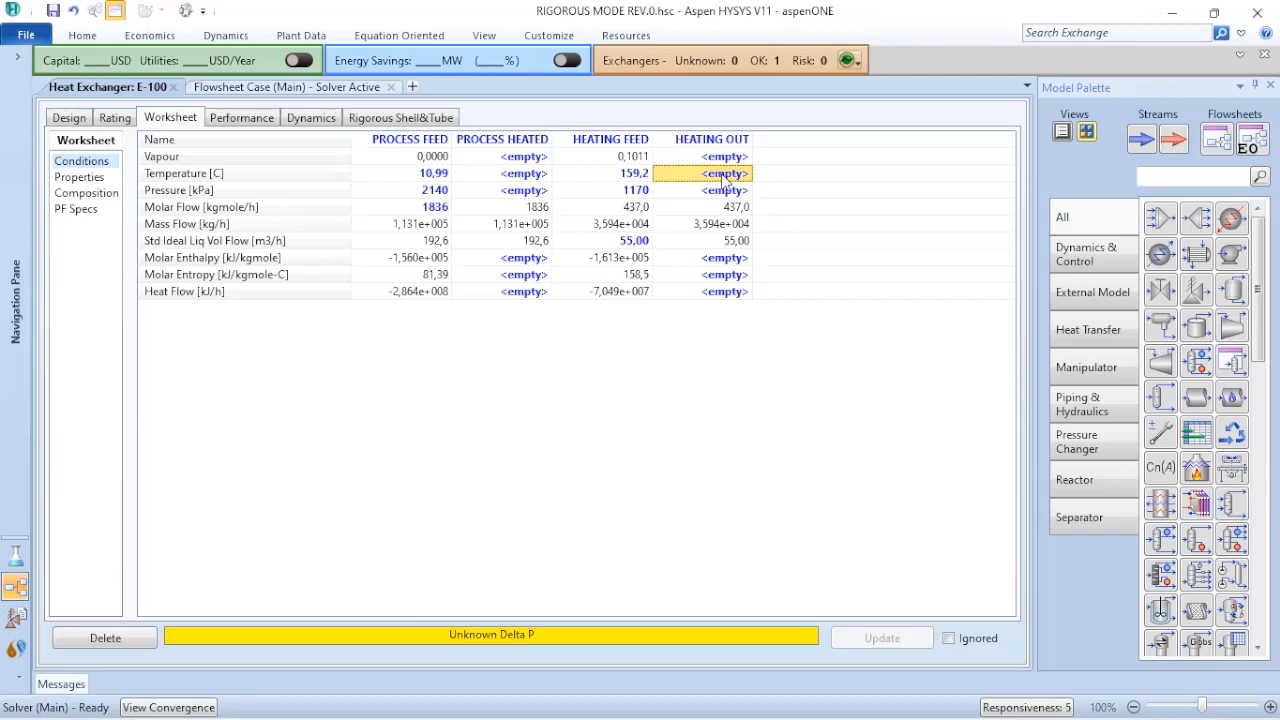 RIGOROUS MODE REV.0.hsc - Aspen HYSYS V11 - aspenONE
File Home Economics Dynamics Plant Data Equation Oriented View Customize Resources Search Exchange
Capital: ____ USD Utilities: ____ USD/Year Energy Savings: ____ MW (____ %) Exchangers - Unknown: 0 OK: 1 Risk: 0
Heat Exchanger: E-100 Flowsheet Case (Main) - Solver Active
Model Palette
Design Rating Worksheet Performance Dynamics Rigorous Shell&Tube
Views Streams Flowsheets
EO
Worksheet
Conditions
Properties
Composition
PF Specs
Name PROCESS FEED PROCESS HEATED HEATING FEED HEATING OUT
Vapour 0,0000 <empty> 0,1011 <empty>
Temperature [C] 10,99 <empty> 159,2 <empty>
Pressure [kPa] 2140 <empty> 1170 <empty>
Molar Flow [kgmole/h] 1836 1836 437,0 437,0
Mass Flow [kg/h] 1,131e+005 1,131e+005 3,594e+004 3,594e+004
Std Ideal Liq Vol Flow [m3/h] 192,6 192,6 55,00 55,00
Molar Enthalpy [kJ/kgmole] -1,560e+005 <empty> -1,613e+005 <empty>
Molar Entropy [kJ/kgmole-C] 81,39 <empty> 158,5 <empty>
Heat Flow [kJ/h] -2,864e+008 <empty> -7,049e+007 <empty>
All
Dynamics & Control
External Model
Heat Transfer
Manipulator
Piping & Hydraulics
Pressure Changer
Reactor
Separator
Cn(A)
Gibbs
Navigation Pane
Delete Unknown Delta P Update Ignored
Messages
Solver (Main) - Ready View Convergence Responsiveness: 5 100%